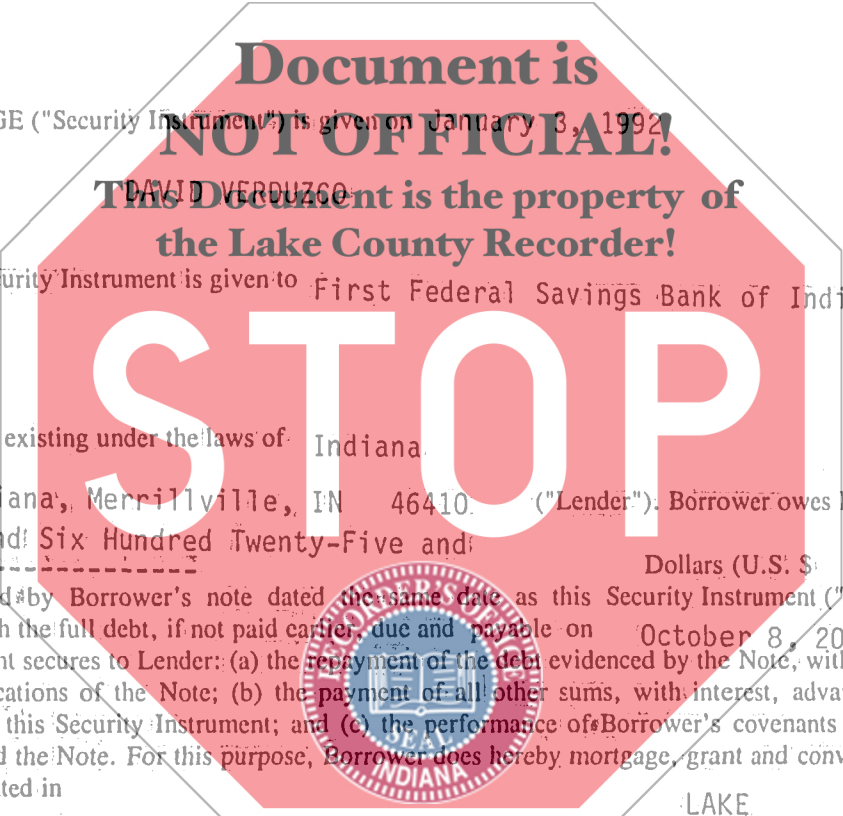 Document is
GE ("Security Instrument") is given on January 3, 1992
NOT OFFICIAL!
DAVID VERDUZCO
This Document is the property of
the Lake County Recorder!
urity Instrument is given to First Federal Savings Bank of Indi
STOP
existing under the laws of Indiana
iana, Merrillville, IN 46410 ("Lender"). Borrower owes
Six Hundred Twenty-Five and
Dollars (U.S. $
d by Borrower's note dated the same date as this Security Instrument ("
h the full debt, if not paid earlier, due and payable on October 8, 20
nt secures to Lender: (a) the repayment of the debt evidenced by the Note, with
cations of the Note; (b) the payment of all other sums, with interest, adva
this Security Instrument; and (c) the performance of Borrower's covenants
d the Note. For this purpose, Borrower does hereby mortgage, grant and conv
ted in
LAKE
RECORDER'S OFFICE
SEAL
INDIANA